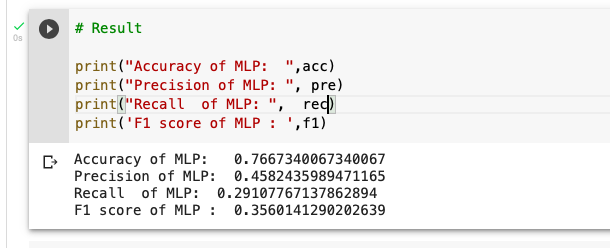 0s
# Result
print("Accuracy of MLP:  ",acc)
print("Precision of MLP: ", pre)
print("Recall  of MLP: ",  rec)
print('F1 score of MLP : ',f1)
Accuracy of MLP:   0.7667340067340067
Precision of MLP:  0.4582435989471165
Recall  of MLP:  0.29107767137862894
F1 score of MLP :  0.3560141290202639